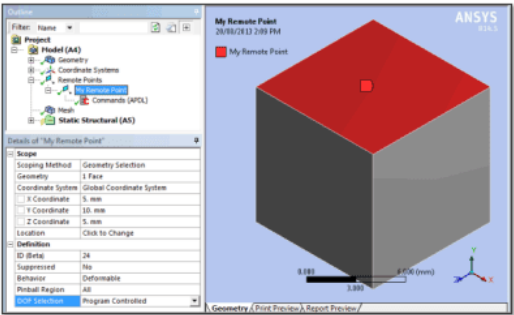 Outline
Filter: Name
Project
Model (A4)
Geometry
Coordinate Systems
Remote Points
My Remote Point
Commands (APDL)
Mesh
Static Structural (A5)
Details of "My Remote Point"
Scope
Scoping Method Geometry Selection
Geometry 1 Face
Coordinate System Global Coordinate System
X Coordinate 5. mm
Y Coordinate 10. mm
Z Coordinate 5. mm
Location Click to Change
Definition
ID (Beta) 24
Suppressed No
Behavior Deformable
Pinball Region All
DOF Selection Program Controlled
My Remote Point
20/08/2013 2:09 PM
My Remote Point
ANSYS
0.000 6.000 (mm)
3.000
Y
X
Geometry Print Preview Report Preview